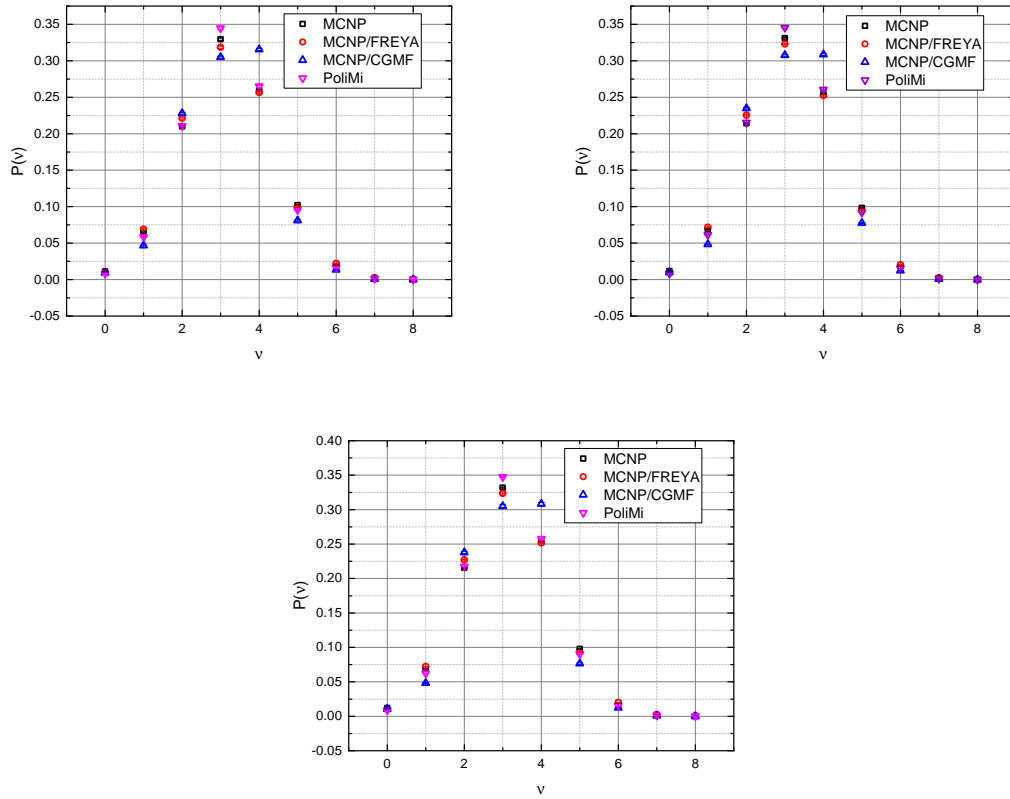 MCNP
MCNP/FREYA
MCNP/CGMF
PoliMi
0.35
0.30
0.25
0.20
0.15
0.10
0.05
0.00
-0.05
P(ν)
0 2 4 6 8
ν
MCNP
MCNP/FREYA
MCNP/CGMF
PoliMi
0.35
0.30
0.25
0.20
0.15
0.10
0.05
0.00
-0.05
P(ν)
0 2 4 6 8
ν
0.40
MCNP
MCNP/FREYA
MCNP/CGMF
PoliMi
0.35
0.30
0.25
0.20
0.15
0.10
0.05
0.00
-0.05
P(ν)
0 2 4 6 8
ν